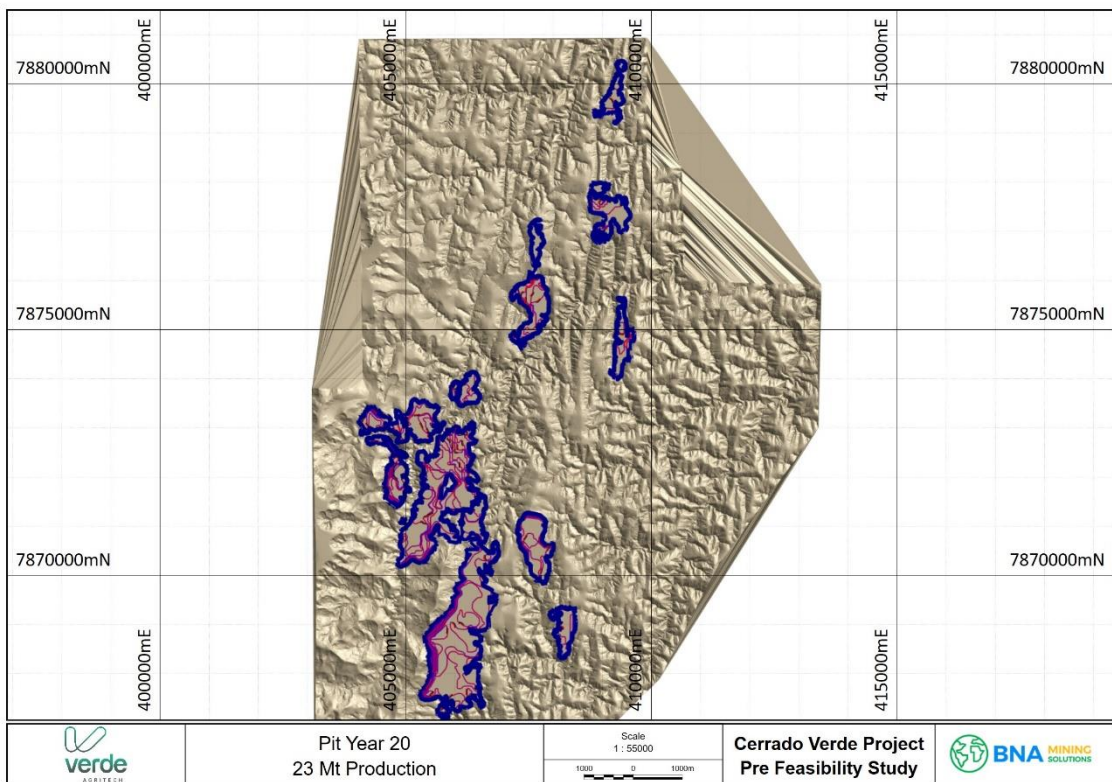 400000mE
405000mE
410000mE
415000mE
7880000mN
7880000mN
7875000mN
7875000mN
7870000mN
7870000mN
400000mE
405000mE
410000mE
415000mE
verde
AGRITECH
Pit Year 20
23 Mt Production
Scale
1 : 55000
1000 0 1000m
Cerrado Verde Project
Pre Feasibility Study
BNA MINING
SOLUTIONS